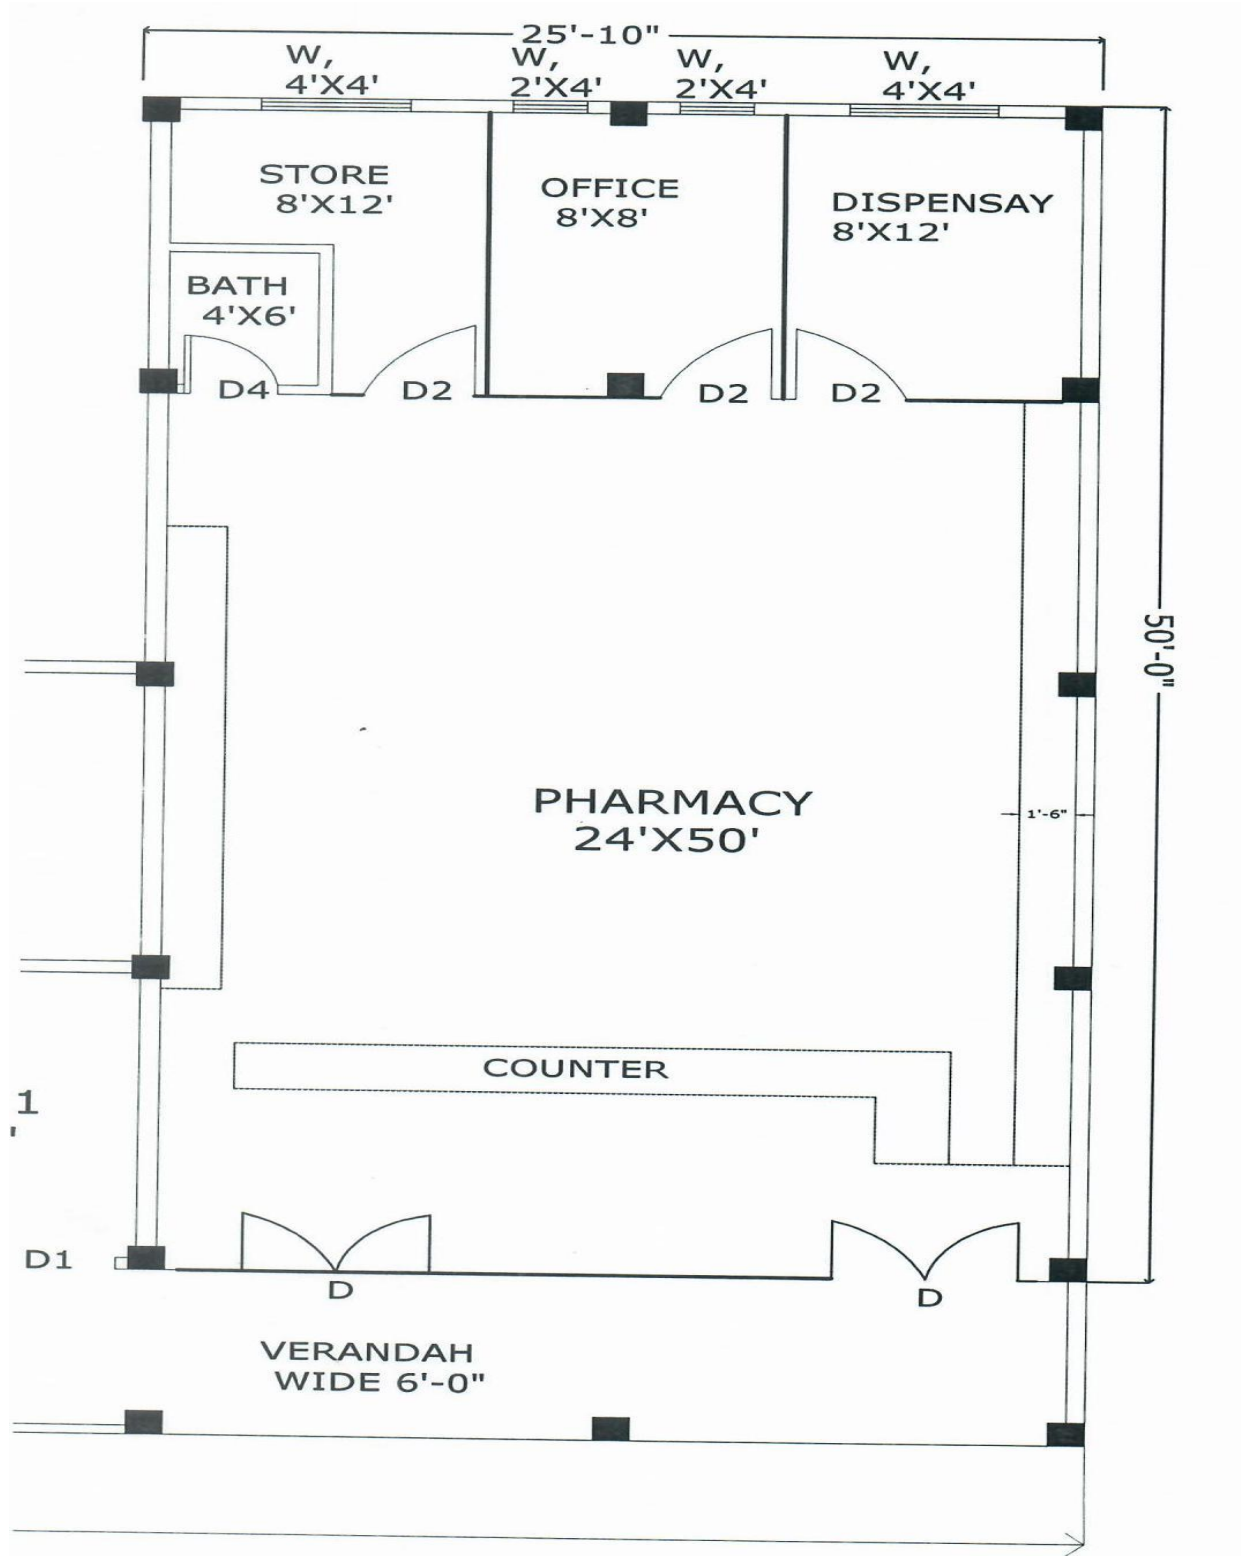 25'-10"
W,
4'X4'
W,
2'X4'
W,
2'X4'
W,
4'X4'
STORE
8'X12'
OFFICE
8'X8'
DISPENSAY
8'X12'
BATH
4'X6'
D4
D2
D2
D2
50'-0"
PHARMACY
24'X50'
1'-6"
COUNTER
1
'
D1
D
D
VERANDAH
WIDE 6'-0"